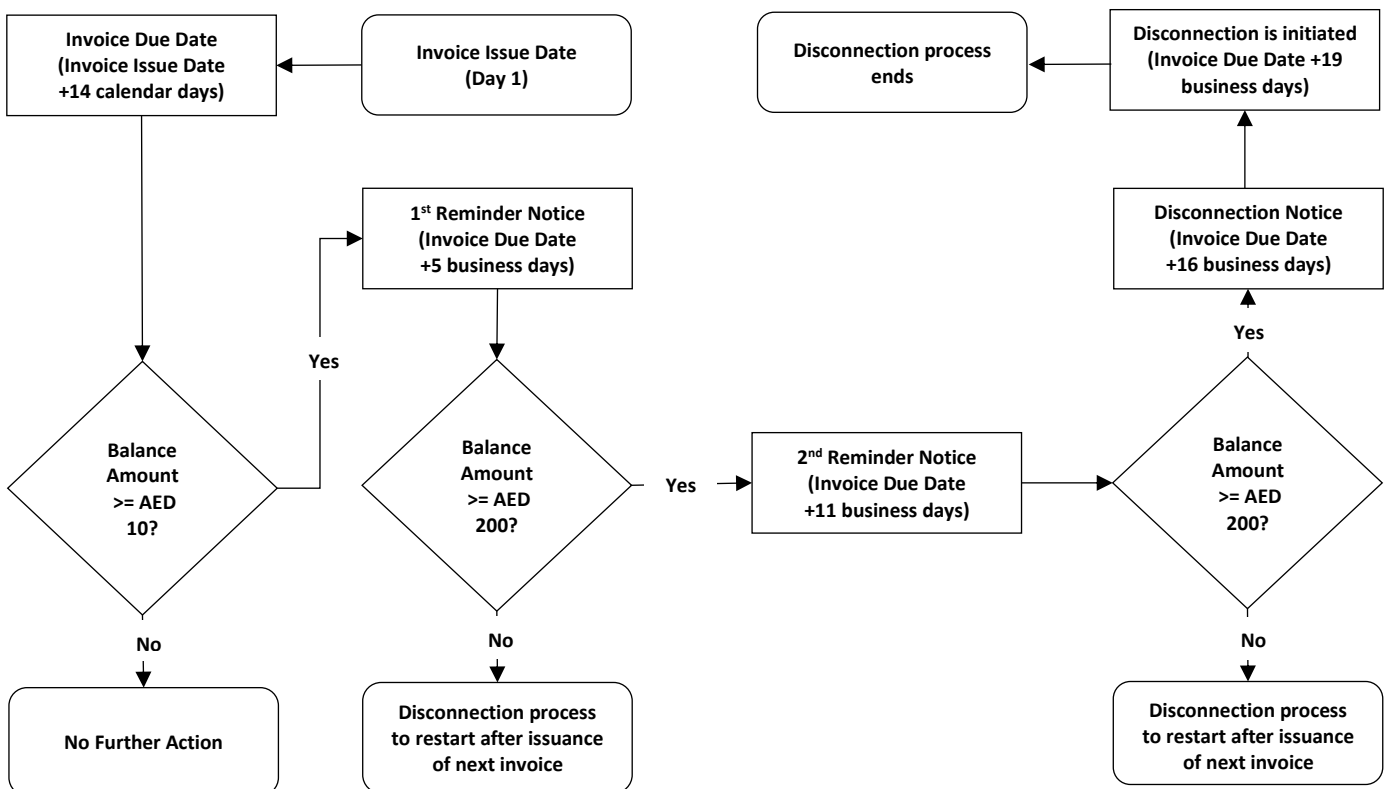 Invoice Due Date
(Invoice Issue Date
+14 calendar days)
Invoice Issue Date
(Day 1)
Disconnection process
ends
Disconnection is initiated
(Invoice Due Date +19
business days)
1st Reminder Notice
(Invoice Due Date
+5 business days)
Disconnection Notice
(Invoice Due Date
+16 business days)
Yes
Yes
Balance
Amount
>= AED
10?
Balance
Amount
>= AED
200?
Yes
2nd Reminder Notice
(Invoice Due Date
+11 business days)
Balance
Amount
>= AED
200?
No
No
No
No Further Action
Disconnection process
to restart after issuance
of next invoice
Disconnection process
to restart after issuance
of next invoice